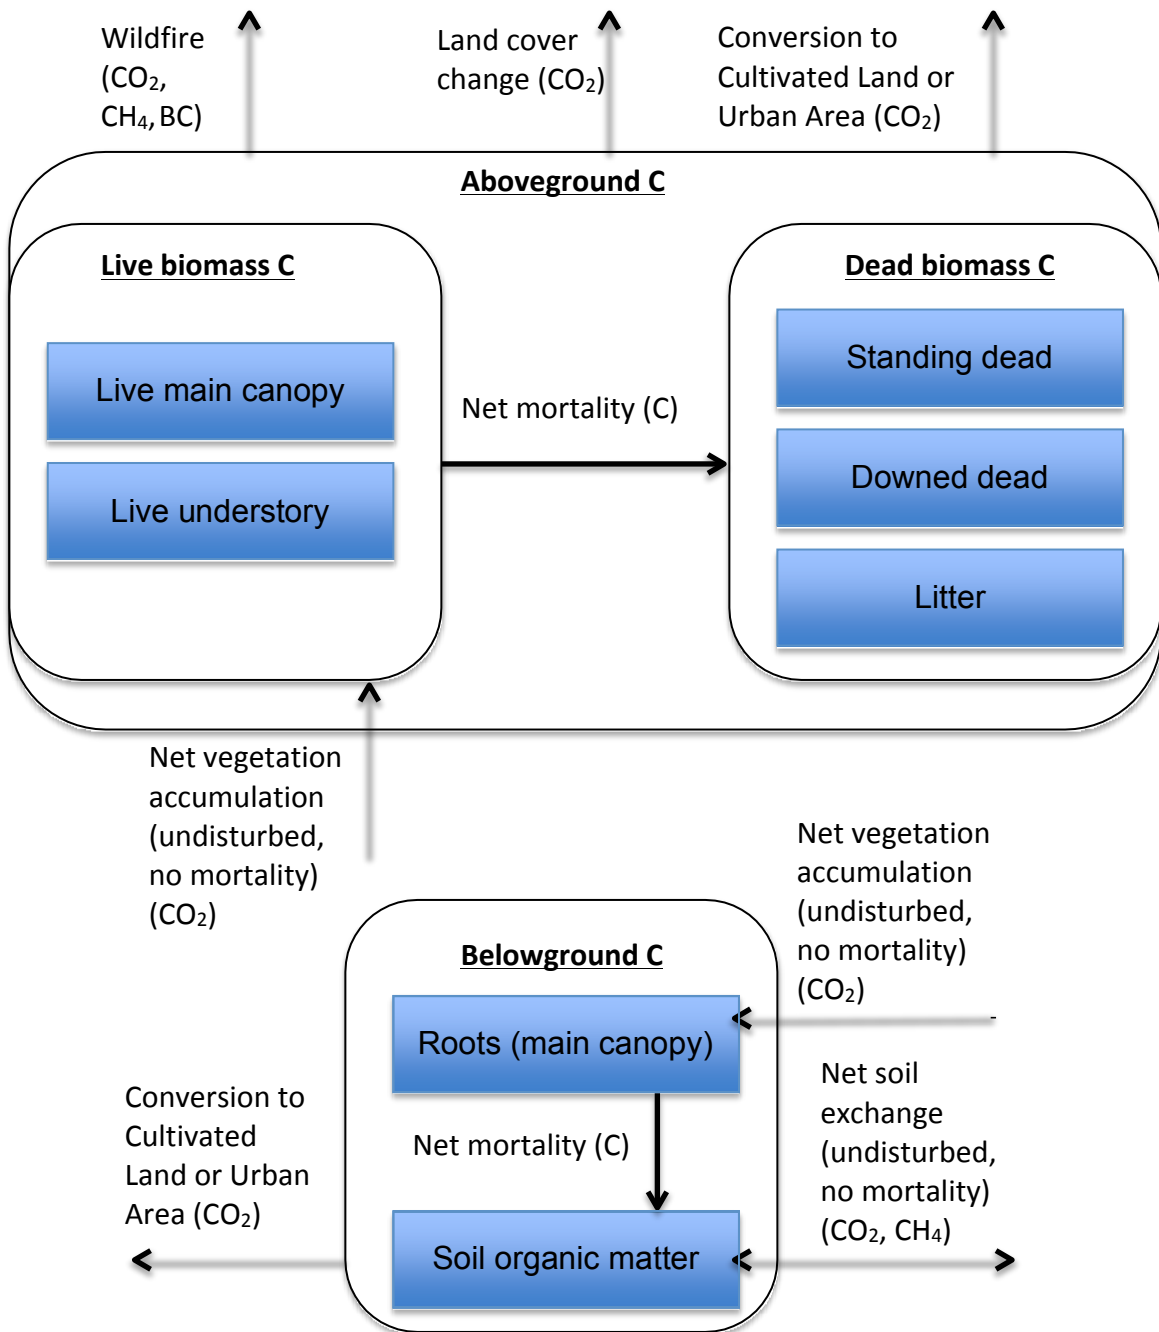 Wildfire
(CO₂,
CH₄, BC)
Land cover
change (CO₂)
Conversion to
Cultivated Land or
Urban Area (CO₂)
Aboveground C
Live biomass C
Live main canopy
Live understory
Net mortality (C)
Dead biomass C
Standing dead
Downed dead
Litter
Net vegetation
accumulation
(undisturbed,
no mortality)
(CO₂)
Net vegetation
accumulation
(undisturbed,
no mortality)
(CO₂)
Belowground C
Roots (main canopy)
Net mortality (C)
Soil organic matter
Conversion to
Cultivated
Land or Urban
Area (CO₂)
Net soil
exchange
(undisturbed,
no mortality)
(CO₂, CH₄)